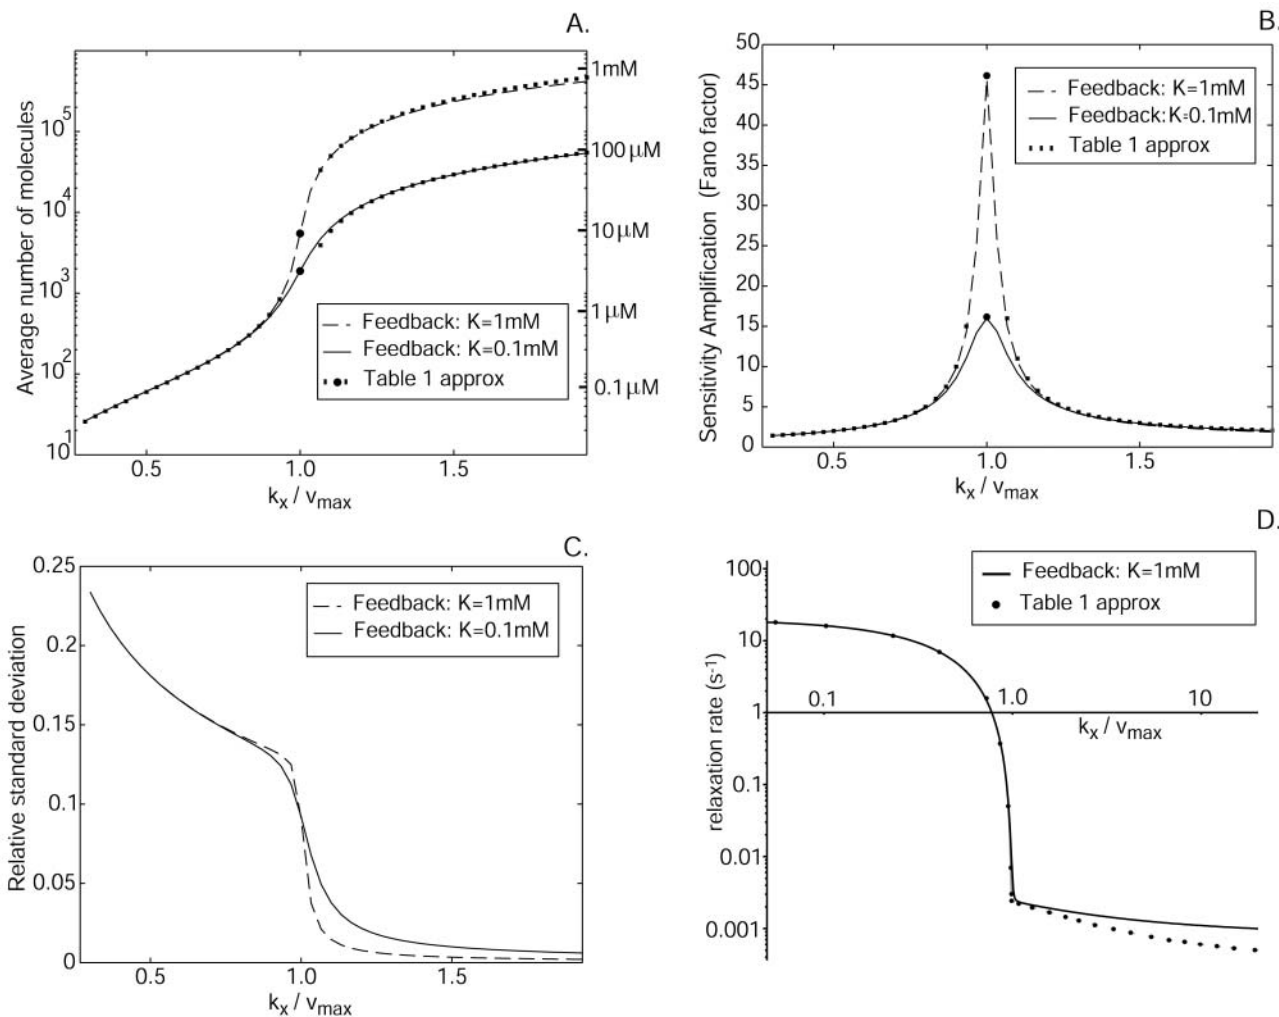 A.
Average number of molecules
10^5
10^4
10^3
10^2
10^1
1mM
100 μM
10 μM
1 μM
0.1 μM
Feedback: K=1mM
Feedback: K=0.1mM
Table 1 approx
0.5
1.0
1.5
k_x / v_max
B.
Sensitivity Amplification (Fano factor)
50
45
40
35
30
25
20
15
10
5
0
Feedback: K=1mM
Feedback: K=0.1mM
Table 1 approx
0.5
1.0
1.5
k_x / v_max
C.
Relative standard deviation
0.25
0.2
0.15
0.1
0.05
0
Feedback: K=1mM
Feedback: K=0.1mM
0.5
1.0
1.5
k_x / v_max
D.
relaxation rate (s^-1)
100
10
1
0.1
0.01
0.001
Feedback: K=1mM
Table 1 approx
0.1
1.0
10
k_x / v_max